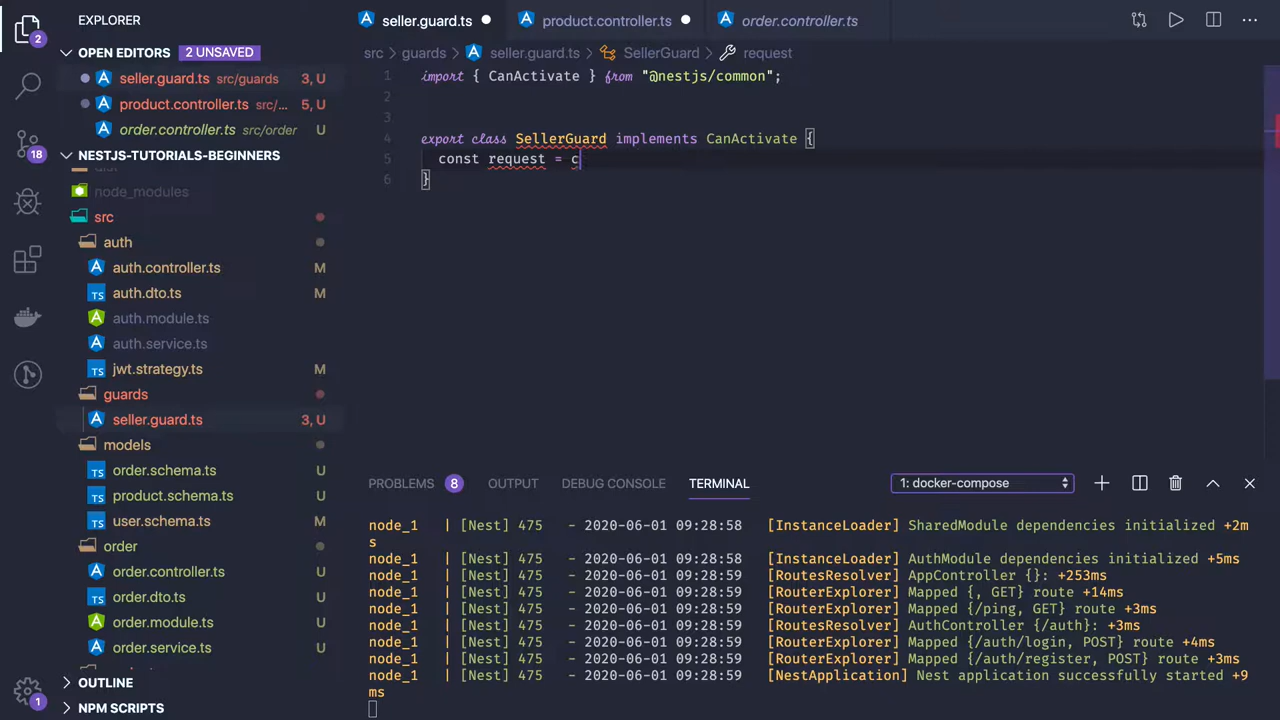 EXPLORER
seller.guard.ts
product.controller.ts
order.controller.ts
2
OPEN EDITORS 2 UNSAVED
src guards seller.guard.ts SellerGuard request
seller.guard.ts src/guards 3, U
product.controller.ts src/... 5, U
order.controller.ts src/order U
18
NESTJS-TUTORIALS-BEGINNERS
node_modules
src
auth
auth.controller.ts M
auth.dto.ts M
auth.module.ts
auth.service.ts
jwt.strategy.ts M
guards
seller.guard.ts 3, U
models
order.schema.ts U
product.schema.ts U
user.schema.ts M
order
order.controller.ts U
order.dto.ts U
order.module.ts U
order.service.ts U
OUTLINE
NPM SCRIPTS
1
1 import { CanActivate } from "@nestjs/common";
2
3
4 export class SellerGuard implements CanActivate {
5 const request = c
6 }
PROBLEMS 8 OUTPUT DEBUG CONSOLE TERMINAL 1: docker-compose
node_1 | [Nest] 475 - 2020-06-01 09:28:58 [InstanceLoader] SharedModule dependencies initialized +2m
s
node_1 | [Nest] 475 - 2020-06-01 09:28:58 [InstanceLoader] AuthModule dependencies initialized +5ms
node_1 | [Nest] 475 - 2020-06-01 09:28:59 [RoutesResolver] AppController {}: +253ms
node_1 | [Nest] 475 - 2020-06-01 09:28:59 [RouterExplorer] Mapped {, GET} route +14ms
node_1 | [Nest] 475 - 2020-06-01 09:28:59 [RouterExplorer] Mapped {/ping, GET} route +3ms
node_1 | [Nest] 475 - 2020-06-01 09:28:59 [RoutesResolver] AuthController {/auth}: +3ms
node_1 | [Nest] 475 - 2020-06-01 09:28:59 [RouterExplorer] Mapped {/auth/login, POST} route +4ms
node_1 | [Nest] 475 - 2020-06-01 09:28:59 [RouterExplorer] Mapped {/auth/register, POST} route +3ms
node_1 | [Nest] 475 - 2020-06-01 09:28:59 [NestApplication] Nest application successfully started +9
ms